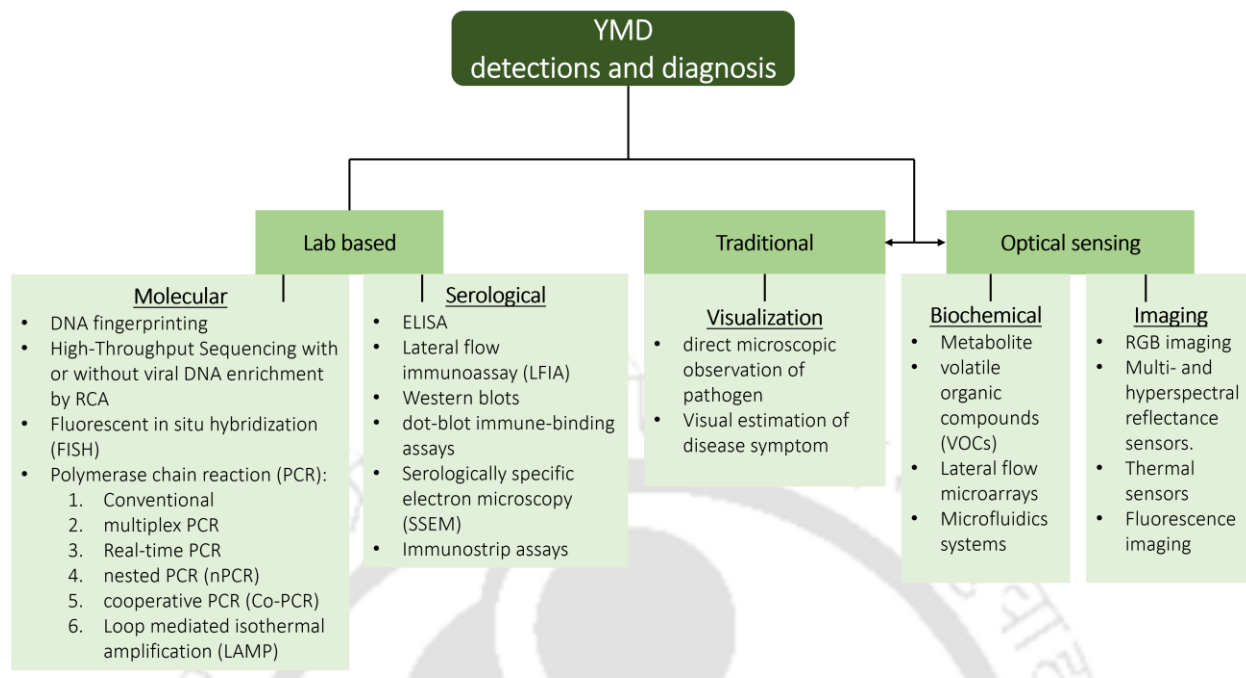 YMD
detections and diagnosis
Lab based
Traditional
Optical sensing
Molecular
• DNA fingerprinting
• High-Throughput Sequencing with
or without viral DNA enrichment
by RCA
• Fluorescent in situ hybridization
(FISH)
• Polymerase chain reaction (PCR):
1. Conventional
2. multiplex PCR
3. Real-time PCR
4. nested PCR (nPCR)
5. cooperative PCR (Co-PCR)
6. Loop mediated isothermal
amplification (LAMP)
Serological
• ELISA
• Lateral flow
immunoassay (LFIA)
• Western blots
• dot-blot immune-binding
assays
• Serologically specific
electron microscopy
(SSEM)
• Immunostrip assays
Visualization
• direct microscopic
observation of
pathogen
• Visual estimation of
disease symptom
Biochemical
• Metabolite
• volatile
organic
compounds
(VOCs)
• Lateral flow
microarrays
• Microfluidics
systems
Imaging
• RGB imaging
• Multi- and
hyperspectral
reflectance
sensors.
• Thermal
sensors
• Fluorescence
imaging